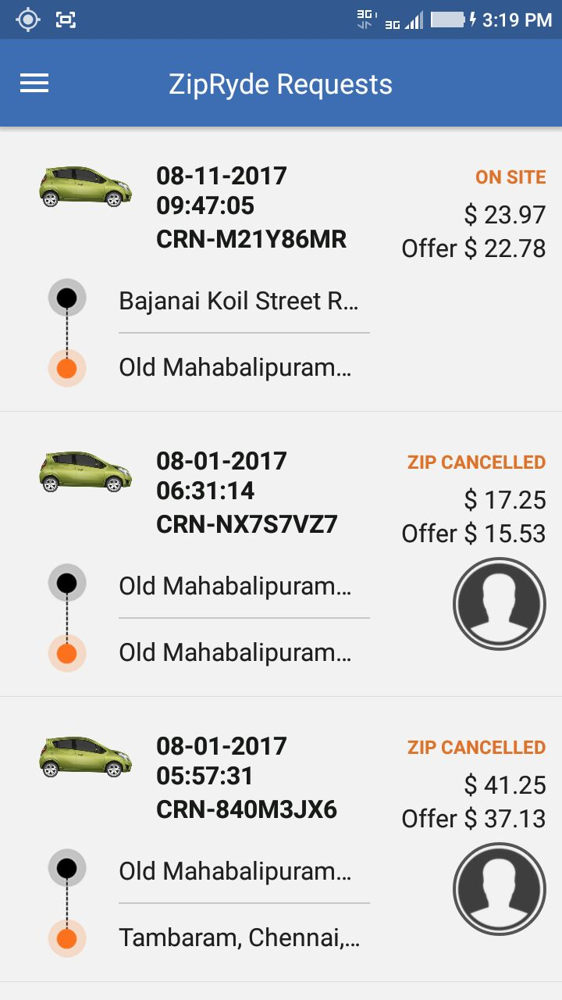 3G 3G 3:19 PM
ZipRyde Requests
08-11-2017
ON SITE
09:47:05
$ 23.97
CRN-M21Y86MR
Offer $ 22.78
Bajanai Koil Street R...
Old Mahabalipuram...
08-01-2017
ZIP CANCELLED
06:31:14
$ 17.25
CRN-NX7S7VZ7
Offer $ 15.53
Old Mahabalipuram...
Old Mahabalipuram...
08-01-2017
ZIP CANCELLED
05:57:31
$ 41.25
CRN-840M3JX6
Offer $ 37.13
Old Mahabalipuram...
Tambaram, Chennai,...